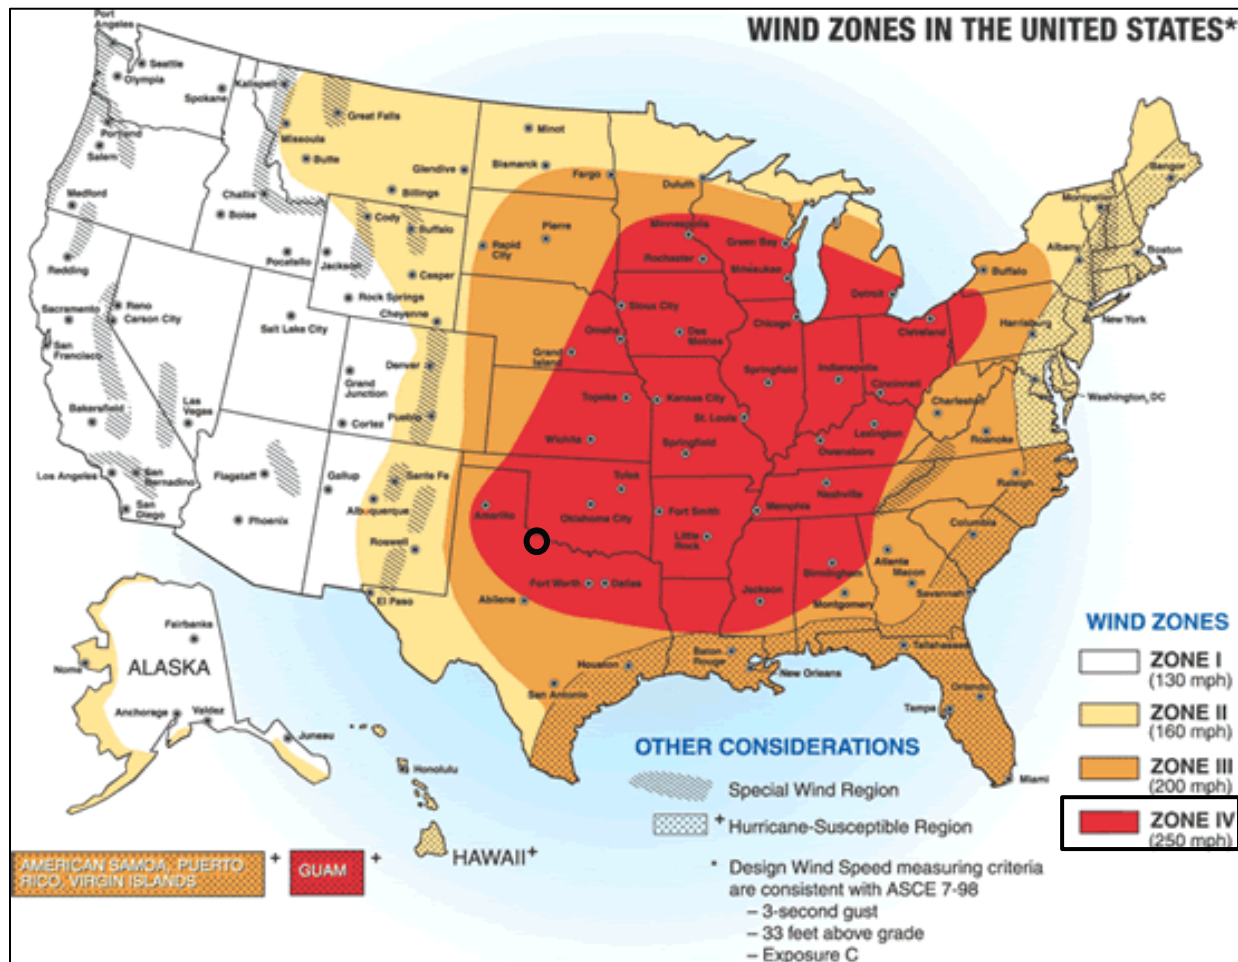 WIND ZONES IN THE UNITED STATES*
Port
Angeles
Seattle
Olympia
Spokane
Kalispell
Great Falls
Missoula
Butte
Glendive
Billings
Minot
Bismarck
Fargo
Duluth
Portland
Salem
Medford
Challis
Boise
Pocatello
Cody
Buffalo
Jackson
Casper
Rock Springs
Cheyenne
Rapid
City
Pierre
Minneapolis
Rochester
Green Bay
Milwaukee
Detroit
Buffalo
Albany
Montpelier
Bangor
Boston
New York
Harrisburg
Washington, DC
Redding
Reno
Carson City
Sacramento
San
Francisco
Salt Lake City
Grand
Junction
Cortez
Denver
Pueblo
Grand
Island
Omaha
Sioux City
Des
Moines
Chicago
Cleveland
Springfield
Indianapolis
Cincinnati
Charleston
Roanoke
Raleigh
Bakersfield
Las
Vegas
Los Angeles
San
Bernadino
San
Diego
Flagstaff
Phoenix
Gallup
Sante Fe
Albuquerque
Roswell
El Paso
Topeka
Kansas City
St. Louis
Wichita
Springfield
Lexington
Owensboro
Nashville
Memphis
Tulsa
Oklahoma City
Fort Smith
Little
Rock
Amarillo
Fort Worth
Dallas
Abilene
Jackson
Birmingham
Montgomery
Atlanta
Macon
Columbia
Savannah
Tallahassee
Houston
San Antonio
Baton
Rouge
New Orleans
Orlando
Tampa
Miami
Fairbanks
ALASKA
Nome
Anchorage
Valdez
Juneau
Honolulu
HAWAII+
AMERICAN SAMOA, PUERTO
RICO, VIRGIN ISLANDS
+
GUAM
+
OTHER CONSIDERATIONS
Special Wind Region
+ Hurricane-Susceptible Region
* Design Wind Speed measuring criteria
are consistent with ASCE 7-98
– 3-second gust
– 33 feet above grade
– Exposure C
WIND ZONES
ZONE I
(130 mph)
ZONE II
(160 mph)
ZONE III
(200 mph)
ZONE IV
(250 mph)